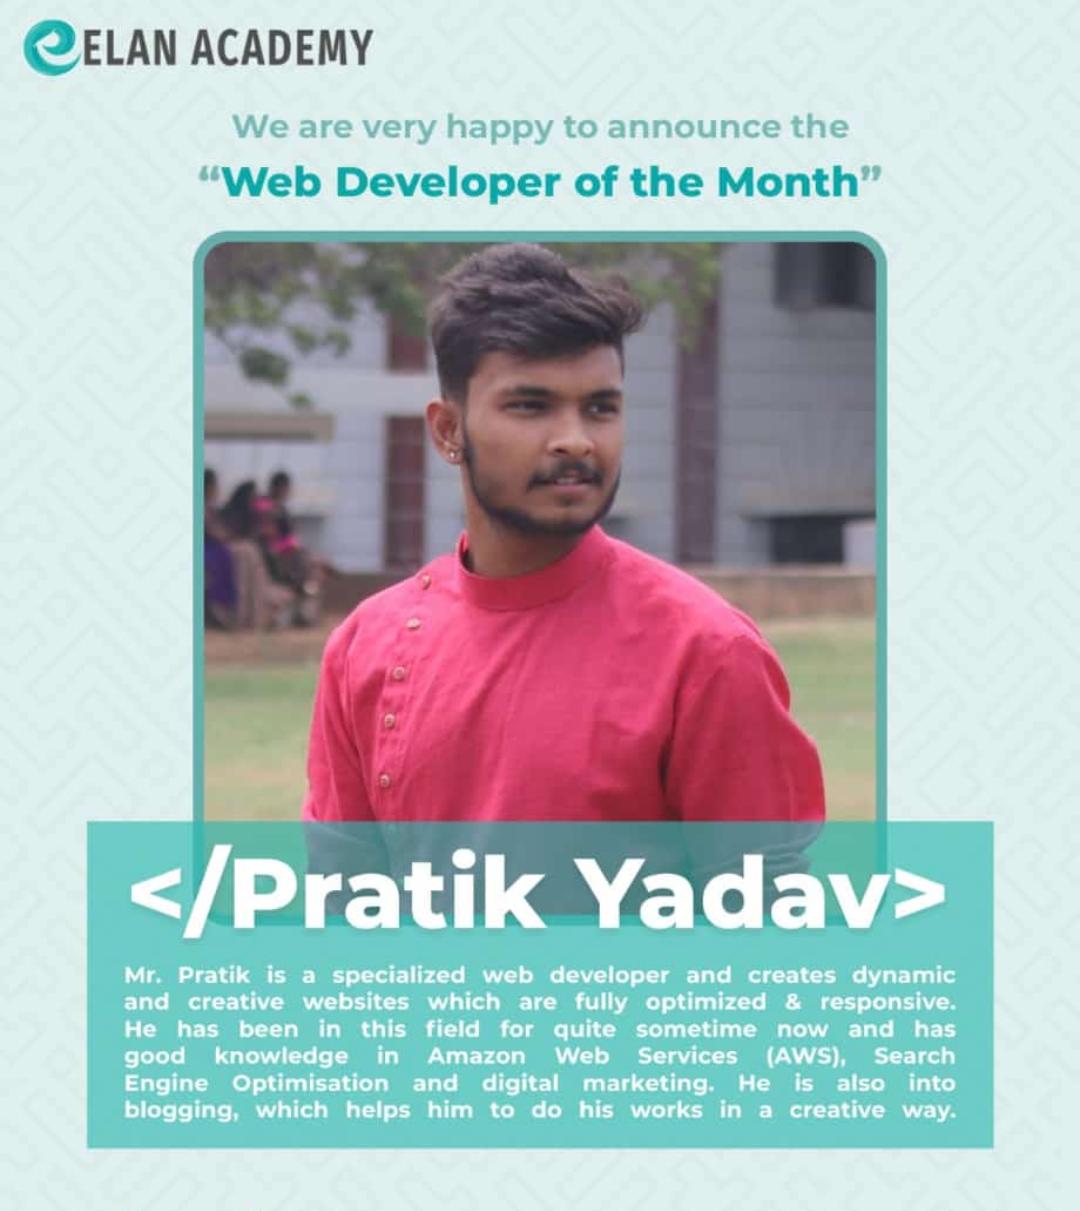 ELAN ACADEMY
We are very happy to announce the
“Web Developer of the Month”
</Pratik Yadav>
Mr. Pratik is a specialized web developer and creates dynamic
and creative websites which are fully optimized & responsive.
He has been in this field for quite sometime now and has
good knowledge in Amazon Web Services (AWS), Search
Engine Optimisation and digital marketing. He is also into
blogging, which helps him to do his works in a creative way.